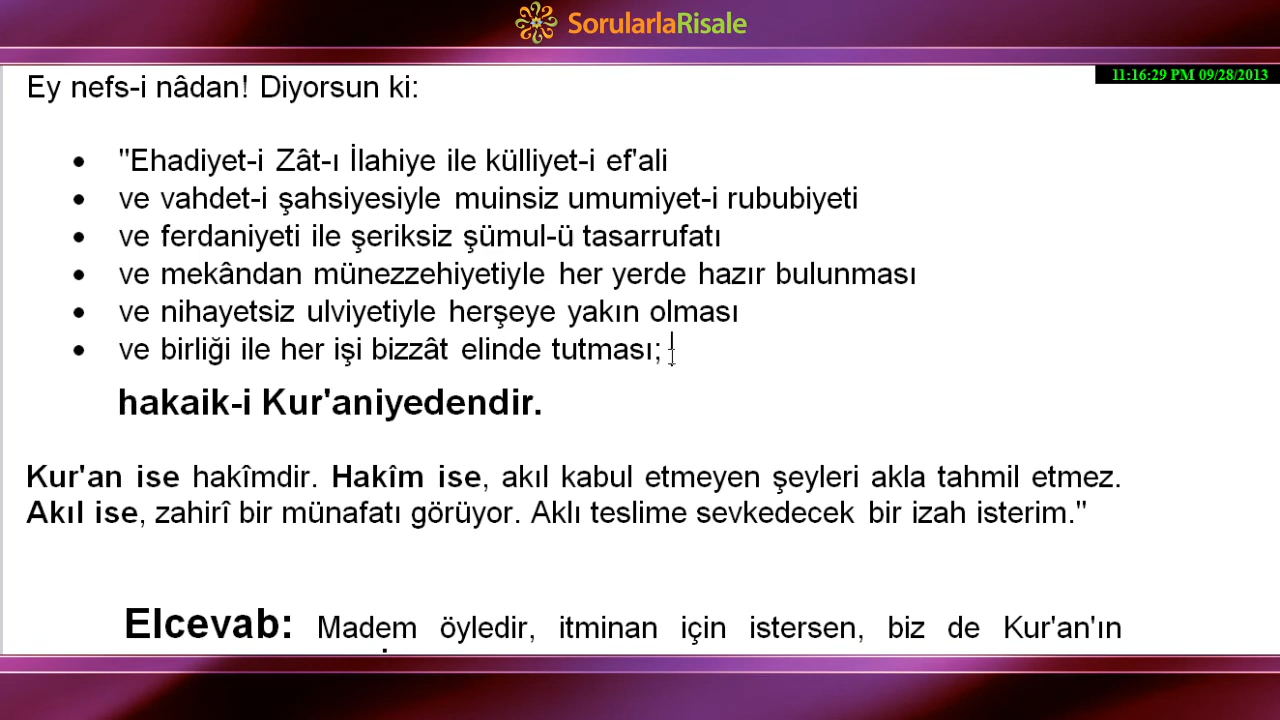 SorularlaRisale
11:16:29 PM 09/28/2013
Ey nefs-i nâdan! Diyorsun ki:
• "Ehadiyet-i Zât-ı İlahiye ile külliyet-i ef'ali
• ve vahdet-i şahsiyesiyle muinsiz umumiyet-i rububiyeti
• ve ferdaniyeti ile şeriksiz şümul-ü tasarrufatı
• ve mekândan münezzehiyetiyle her yerde hazır bulunması
• ve nihayetsiz ulviyetiyle herşeye yakın olması
• ve birliği ile her işi bizzât elinde tutması;
hakaik-i Kur'aniyedendir.
Kur'an ise hakîmdir. Hakîm ise, akıl kabul etmeyen şeyleri akla tahmil etmez.
Akıl ise, zahirî bir münafatı görüyor. Aklı teslime sevkedecek bir izah isterim."
Elcevab: Madem öyledir, itminan için istersen, biz de Kur'an'ın